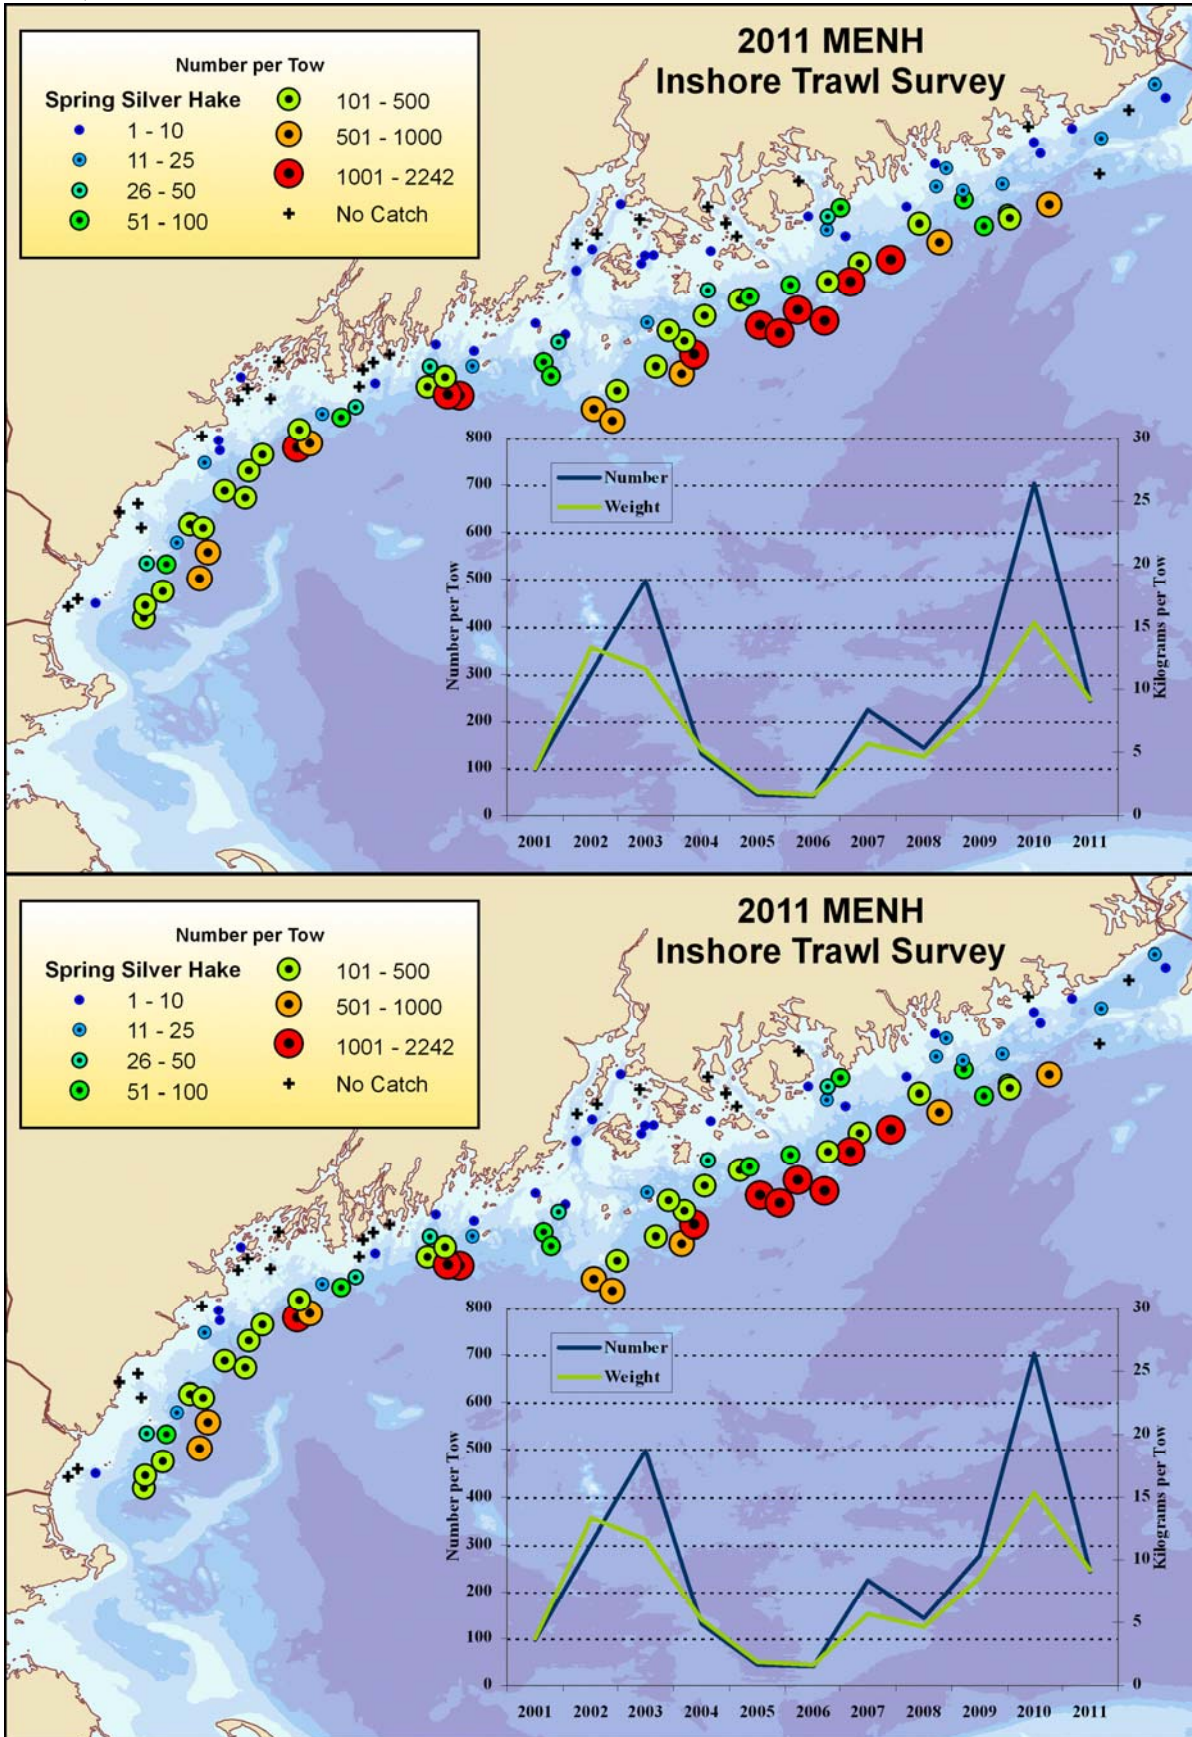 2011 MENH
Inshore Trawl Survey
Number per Tow
Spring Silver Hake
1 - 10
11 - 25
26 - 50
51 - 100
101 - 500
501 - 1000
1001 - 2242
No Catch
Number
Weight
Number per Tow
800
700
600
500
400
300
200
100
0
Kilograms per Tow
30
25
20
15
10
5
0
2001 2002 2003 2004 2005 2006 2007 2008 2009 2010 2011
2011 MENH
Inshore Trawl Survey
Number per Tow
Spring Silver Hake
1 - 10
11 - 25
26 - 50
51 - 100
101 - 500
501 - 1000
1001 - 2242
No Catch
Number
Weight
Number per Tow
800
700
600
500
400
300
200
100
0
Kilograms per Tow
30
25
20
15
10
5
0
2001 2002 2003 2004 2005 2006 2007 2008 2009 2010 2011